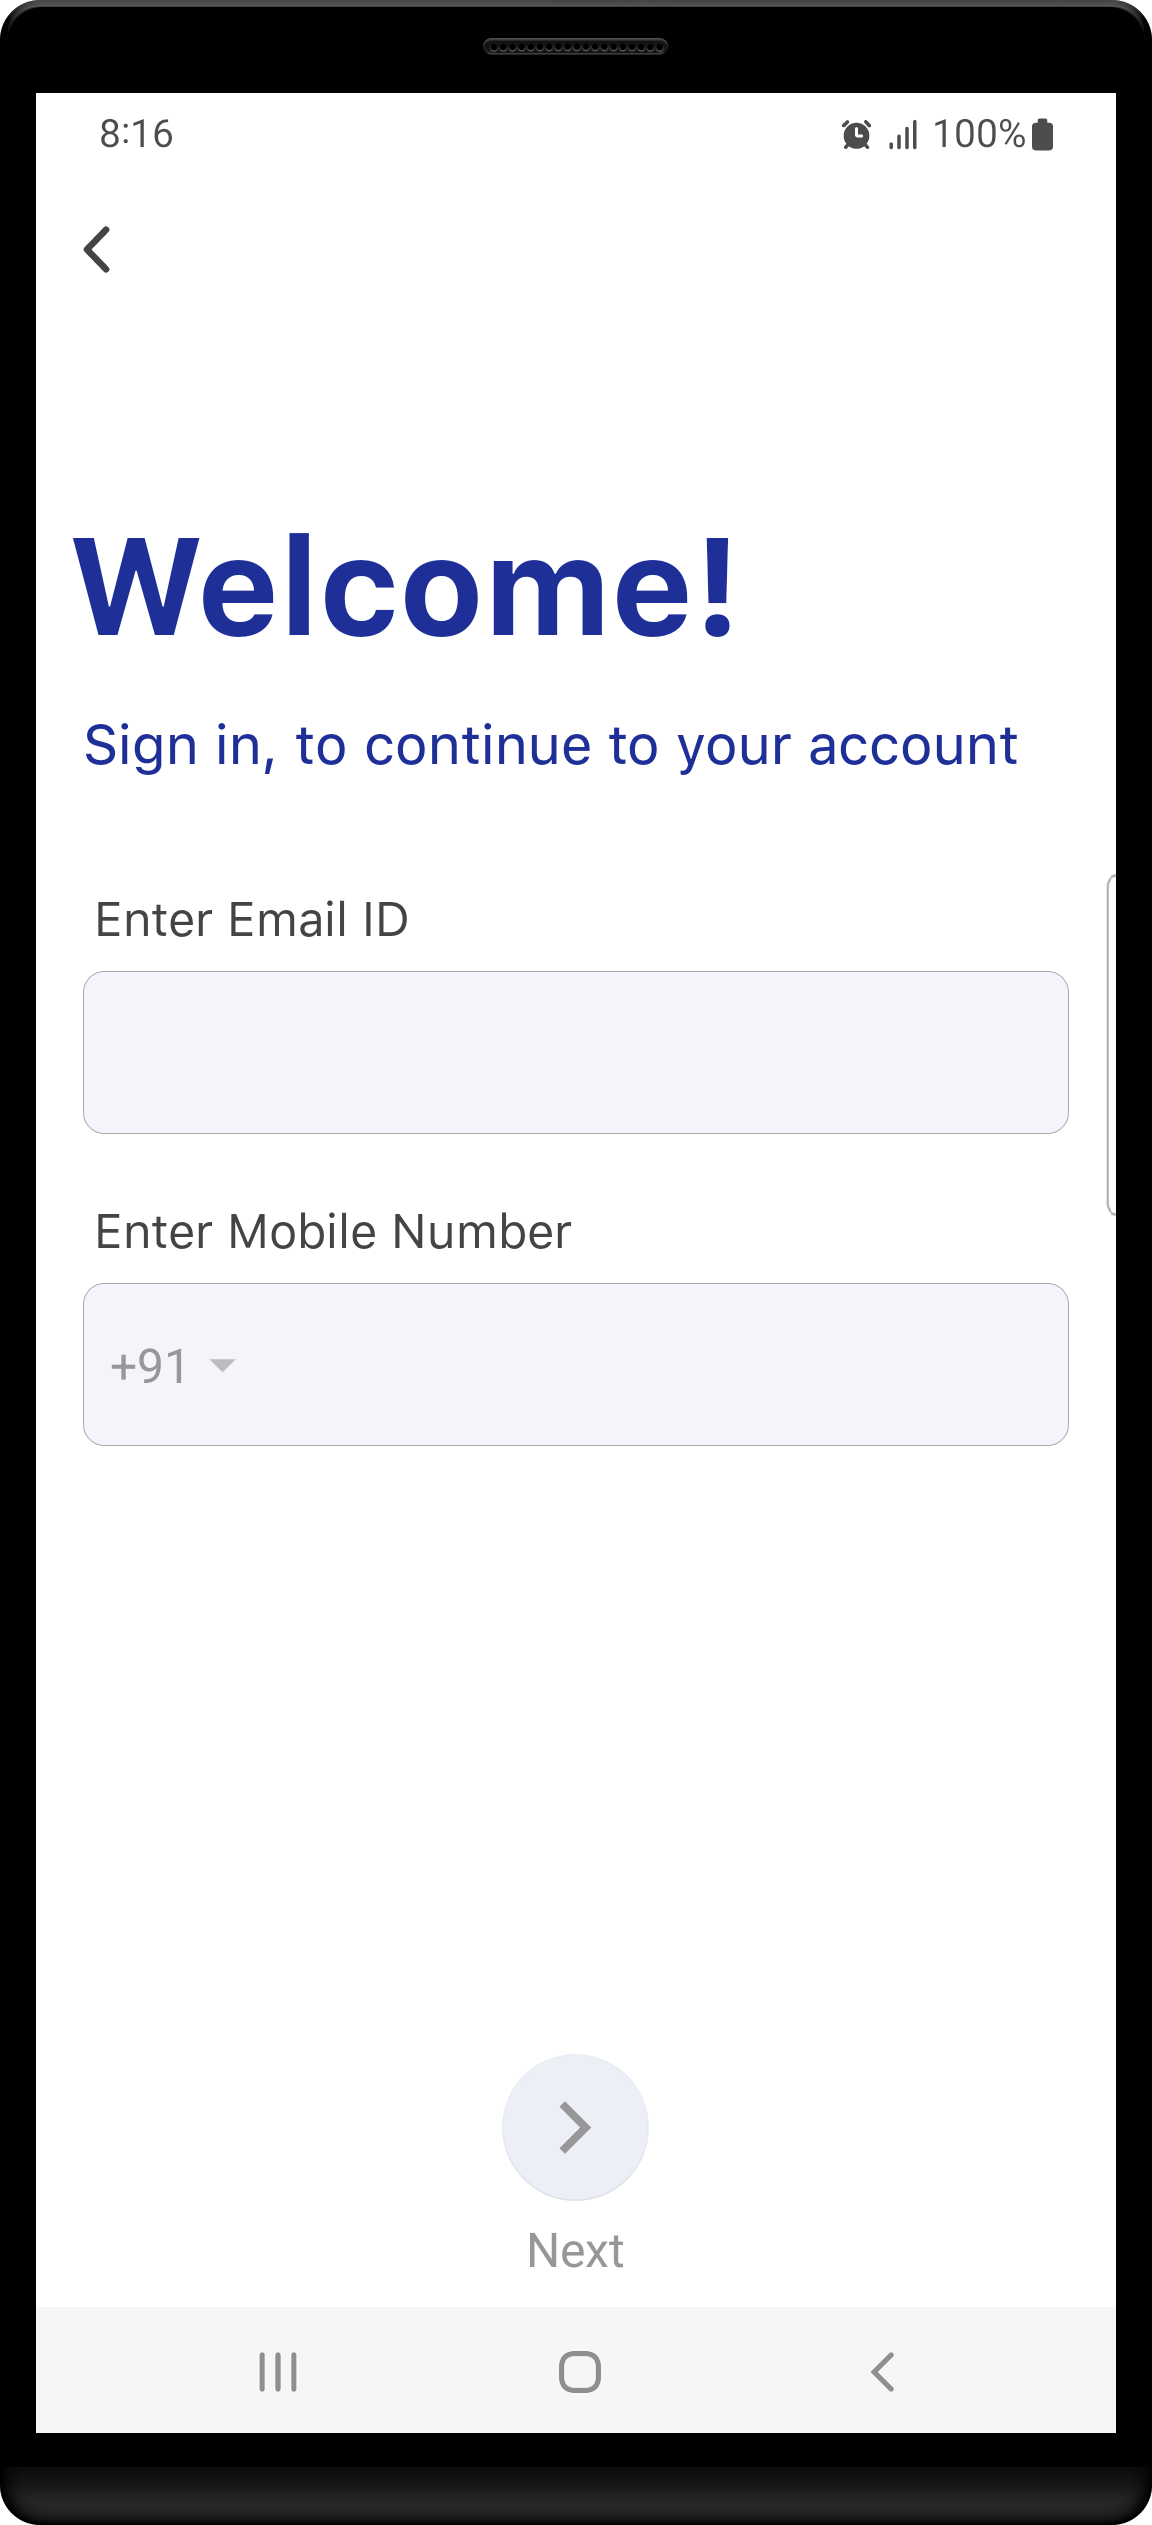 8:16 100%
Welcome!
Sign in, to continue to your account
Enter Email ID
Enter Mobile Number
+91
Next